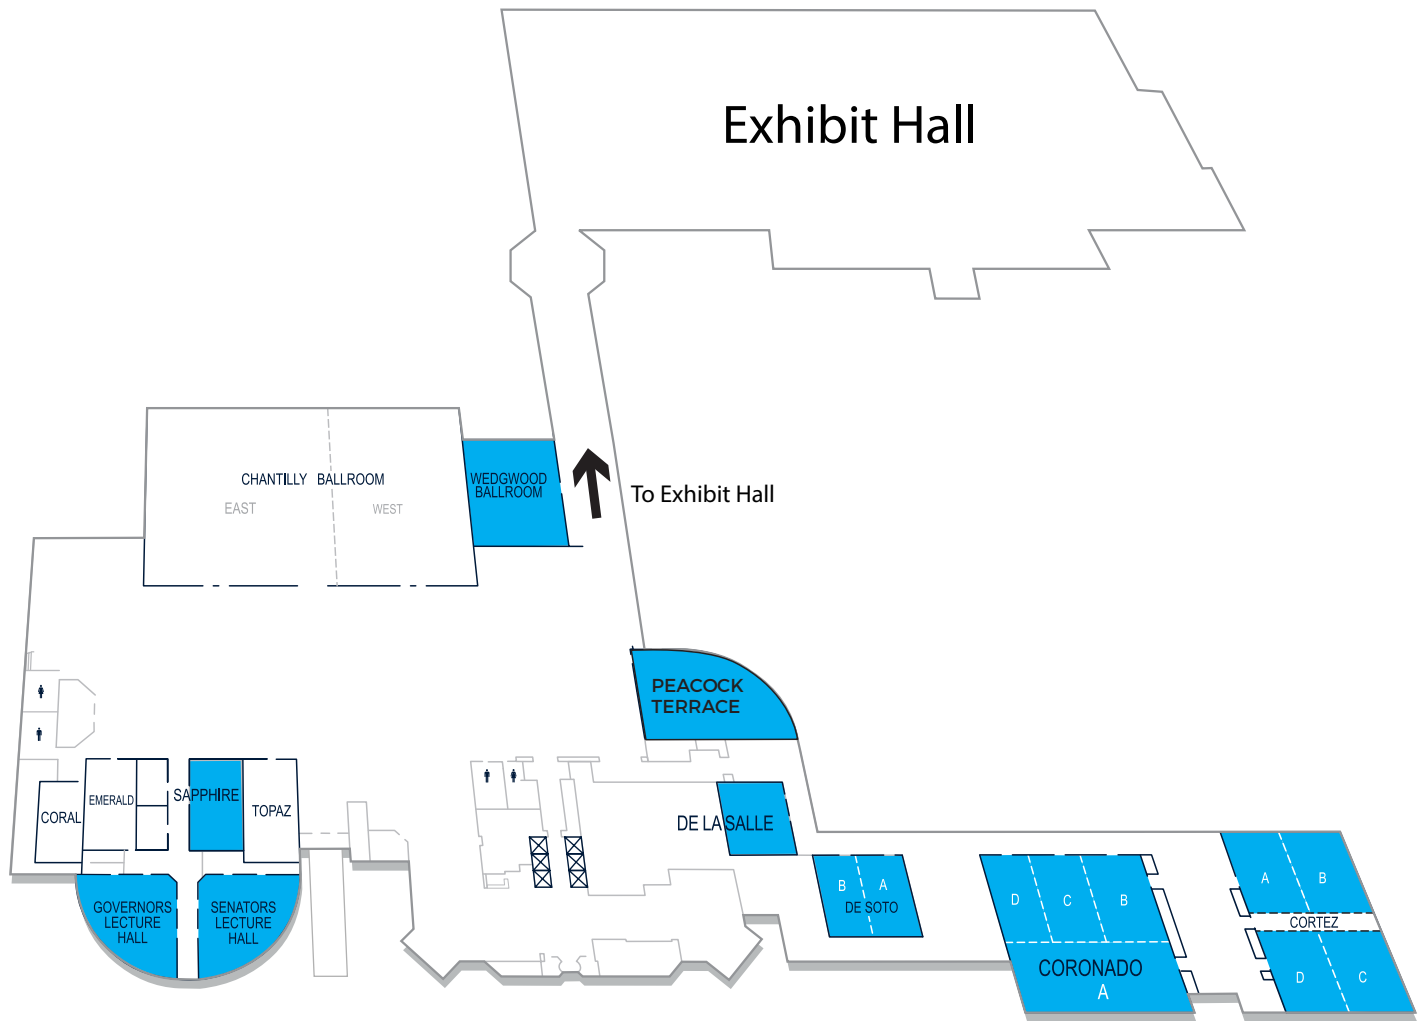 Exhibit Hall
CHANTILLY BALLROOM
EAST
WEST
WEDGWOOD
BALLROOM
To Exhibit Hall
PEACOCK
TERRACE
CORAL
EMERALD
SAPPHIRE
TOPAZ
DE LA SALLE
GOVERNORS
LECTURE
HALL
SENATORS
LECTURE
HALL
B
A
DE SOTO
D
C
B
CORONADO
A
A
B
CORTEZ
D
C